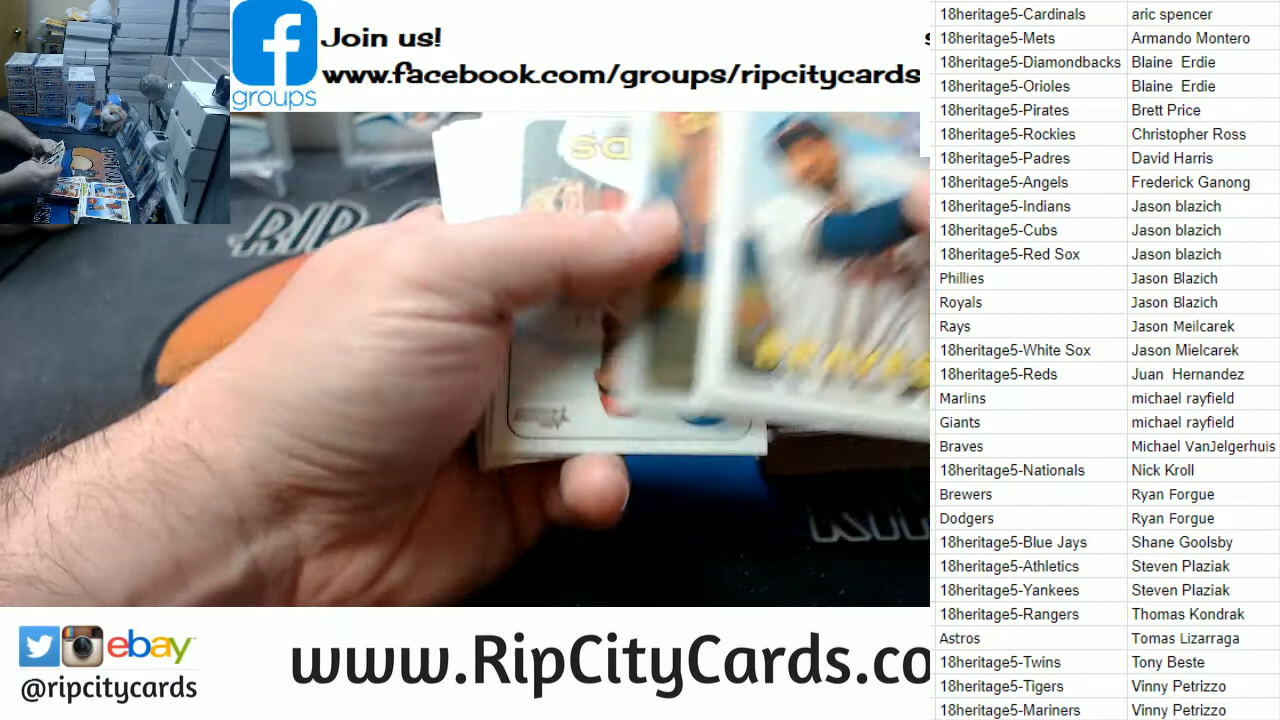 Join us!
www.facebook.com/groups/ripcitycards
groups
RIP
ebay
@ripcitycards
www.RipCityCards.co
18heritage5-Cardinals aric spencer
18heritage5-Mets Armando Montero
18heritage5-Diamondbacks Blaine Erdie
18heritage5-Orioles Blaine Erdie
18heritage5-Pirates Brett Price
18heritage5-Rockies Christopher Ross
18heritage5-Padres David Harris
18heritage5-Angels Frederick Ganong
18heritage5-Indians Jason blazich
18heritage5-Cubs Jason blazich
18heritage5-Red Sox Jason blazich
Phillies Jason Blazich
Royals Jason Blazich
Rays Jason Meilcarek
18heritage5-White Sox Jason Mielcarek
18heritage5-Reds Juan Hernandez
Marlins michael rayfield
Giants michael rayfield
Braves Michael VanJelgerhuis
18heritage5-Nationals Nick Kroll
Brewers Ryan Forgue
Dodgers Ryan Forgue
18heritage5-Blue Jays Shane Goolsby
18heritage5-Athletics Steven Plaziak
18heritage5-Yankees Steven Plaziak
18heritage5-Rangers Thomas Kondrak
Astros Tomas Lizarraga
18heritage5-Twins Tony Beste
18heritage5-Tigers Vinny Petrizzo
18heritage5-Mariners Vinny Petrizzo